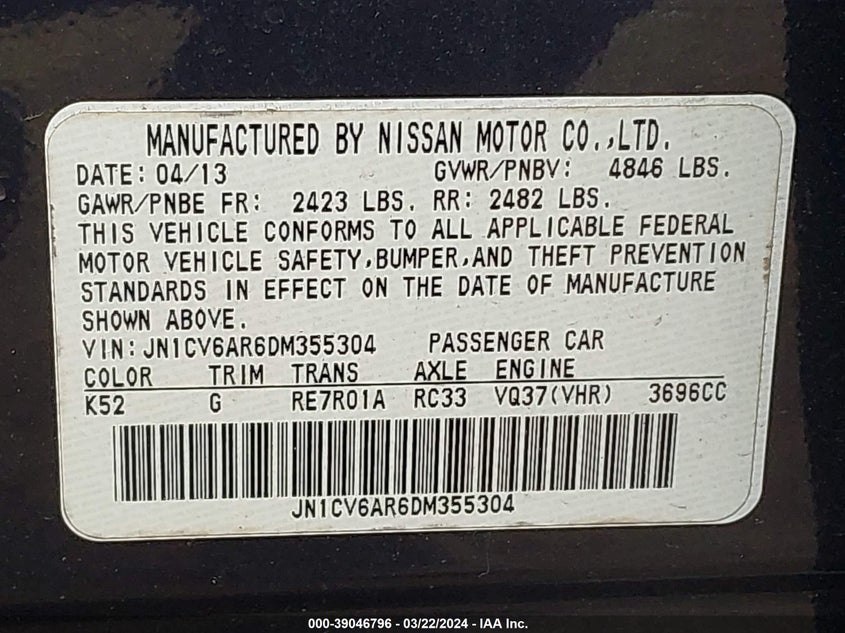 MANUFACTURED BY NISSAN MOTOR CO.,LTD.
DATE: 04/13 GVWR/PNBV: 4846 LBS.
GAWR/PNBE FR: 2423 LBS. RR: 2482 LBS.
THIS VEHICLE CONFORMS TO ALL APPLICABLE FEDERAL
MOTOR VEHICLE SAFETY,BUMPER,AND THEFT PREVENTION
STANDARDS IN EFFECT ON THE DATE OF MANUFACTURE
SHOWN ABOVE.
VIN: JN1CV6AR6DM355304 PASSENGER CAR
COLOR TRIM TRANS AXLE ENGINE
K52 G RE7R01A RC33 VQ37(VHR) 3696CC
JN1CV6AR6DM355304
000-39046796 - 03/22/2024 - IAA Inc.